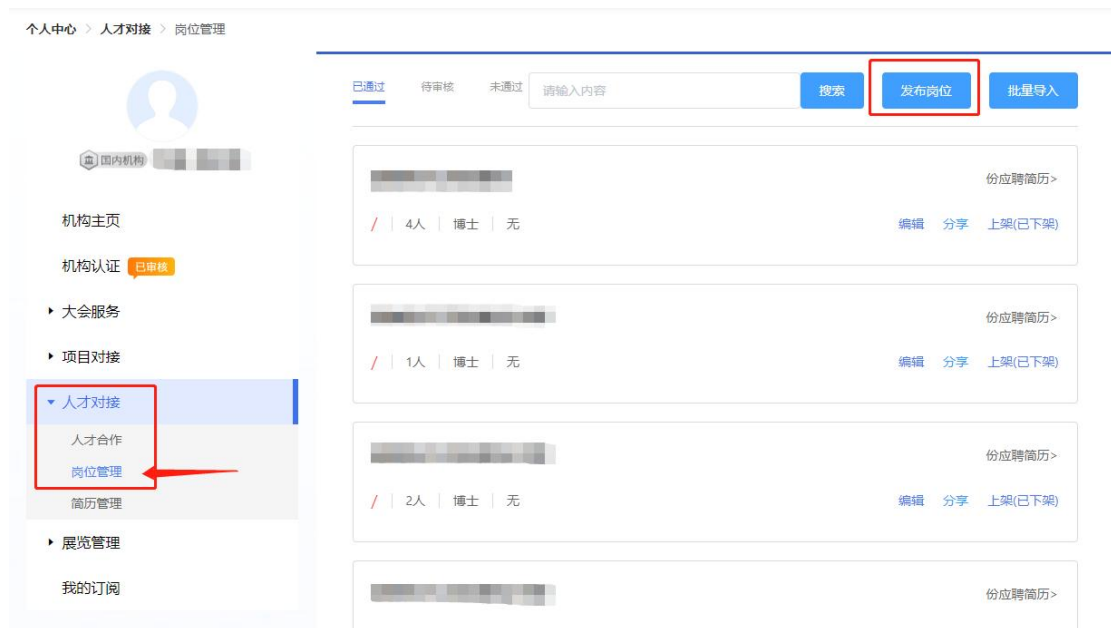 个人中心 > 人才对接 > 岗位管理
已通过 待审核 未通过 请输入内容 搜索 发布岗位 批量导入
国内机构
机构主页
机构认证 已审核
大会服务
项目对接
人才对接
人才合作
岗位管理
简历管理
展览管理
我的订阅
份应聘简历>
/ 4人 博士 无 编辑 分享 上架(已下架)
份应聘简历>
/ 1人 博士 无 编辑 分享 上架(已下架)
份应聘简历>
/ 2人 博士 无 编辑 分享 上架(已下架)
份应聘简历>